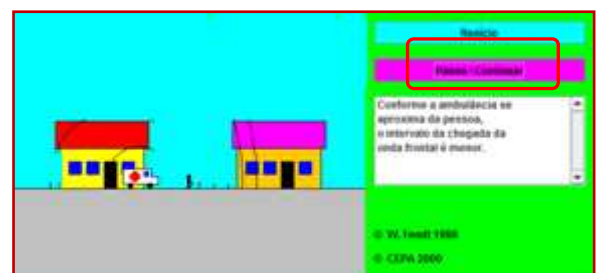 Reinício
Pausa / Continuar
Conforme a ambulância se
aproxima da pessoa,
o intervalo da chegada da
onda frontal é menor.
© W. Fendt 1998
© CEPA 2000